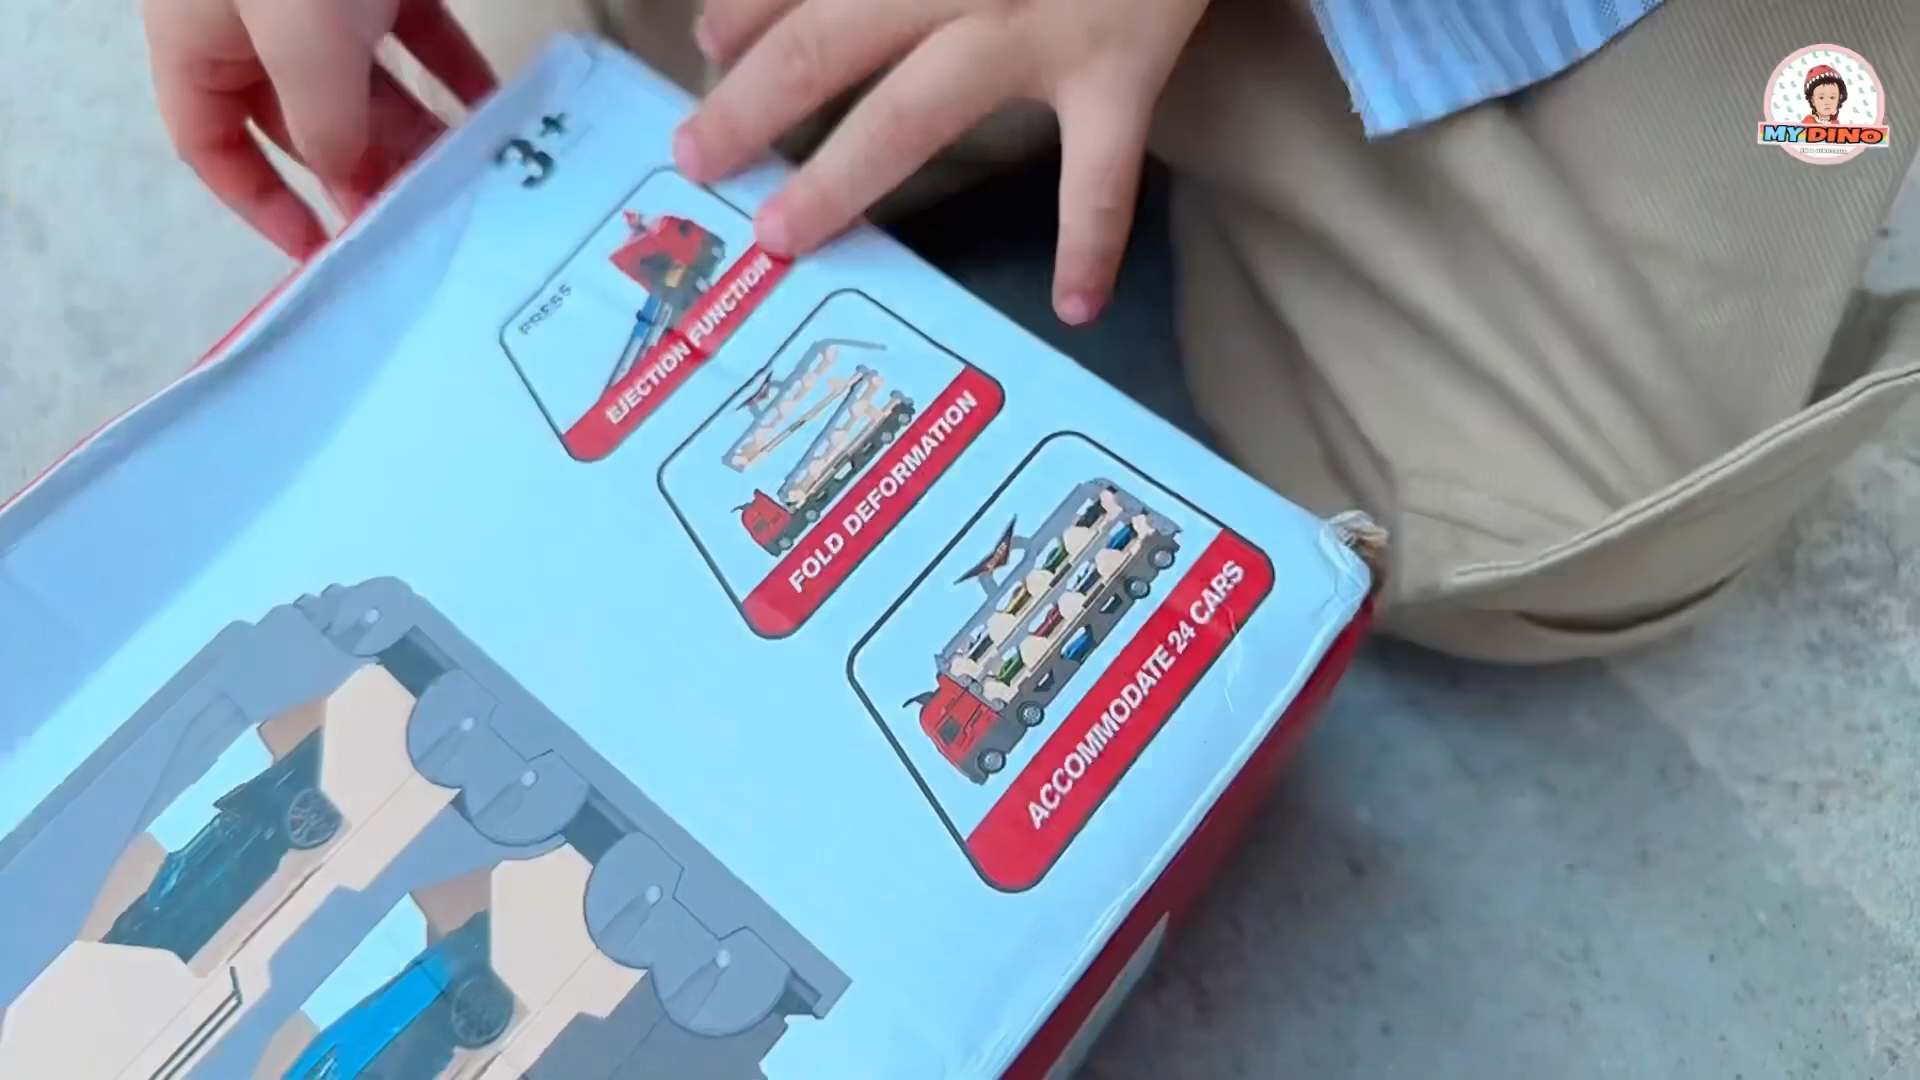 3+
PRESS
EJECTION FUNCTION
FOLD DEFORMATION
ACCOMMODATE 24 CARS
MYDINO